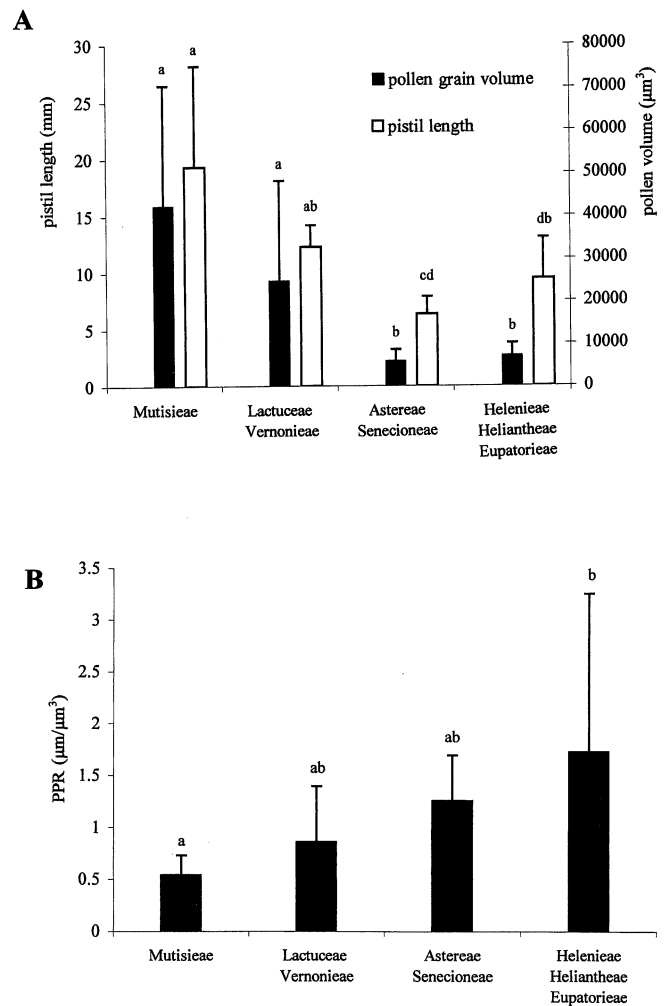 A
pistil length (mm)
30
25
20
15
10
5
0
a
a
a
ab
b
cd
b
db
pollen grain volume
pistil length
80000
70000
60000
50000
40000
30000
20000
10000
0
pollen volume (µm³)
Mutisieae
Lactuceae
Vernonieae
Astereae
Senecioneae
Helenieae
Heliantheae
Eupatorieae
B
PPR (µm/µm³)
3.5
3
2.5
2
1.5
1
0.5
0
a
ab
ab
b
Mutisieae
Lactuceae
Vernonieae
Astereae
Senecioneae
Helenieae
Heliantheae
Eupatorieae